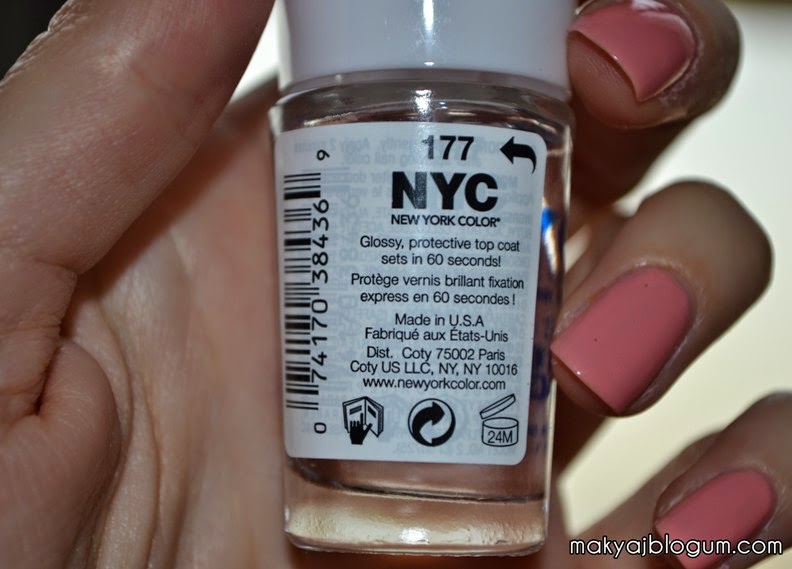 177
NYC
NEW YORK COLOR®
Glossy, protective top coat
sets in 60 seconds!
Protège vernis brillant fixation
express en 60 secondes !
Made in U.S.A
Fabriqué aux États-Unis
Dist. Coty 75002 Paris
Coty US LLC, NY, NY 10016
www.newyorkcolor.com
24M
0 74170 38436 9
makyajblogum.com